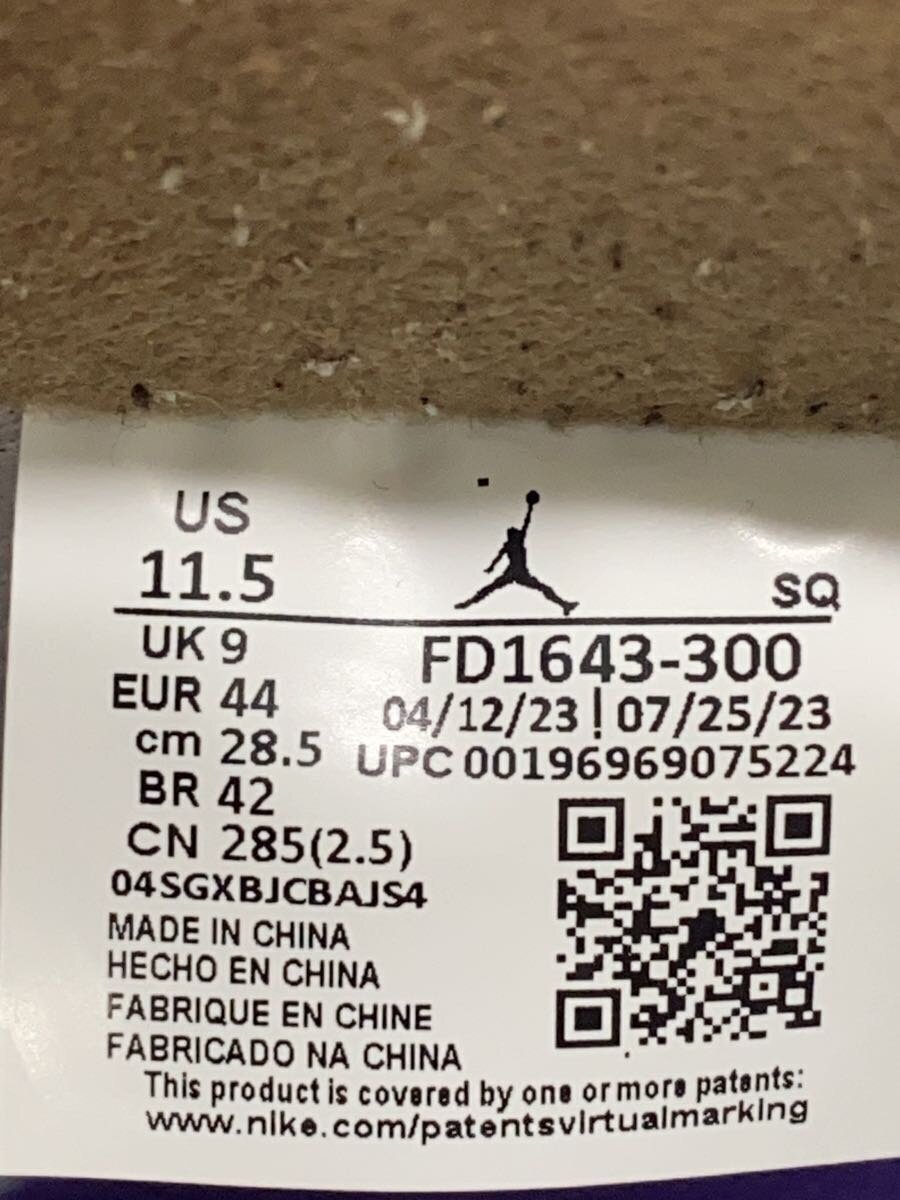 US
11.5
SQ
UK 9
FD1643-300
EUR 44
04/12/23 | 07/25/23
cm 28.5
UPC 00196969075224
BR 42
CN 285(2.5)
04SGXBJCBAJS4
MADE IN CHINA
HECHO EN CHINA
FABRIQUE EN CHINE
FABRICADO NA CHINA
This product is covered by one or more patents:
www.nike.com/patentsvirtualmarking